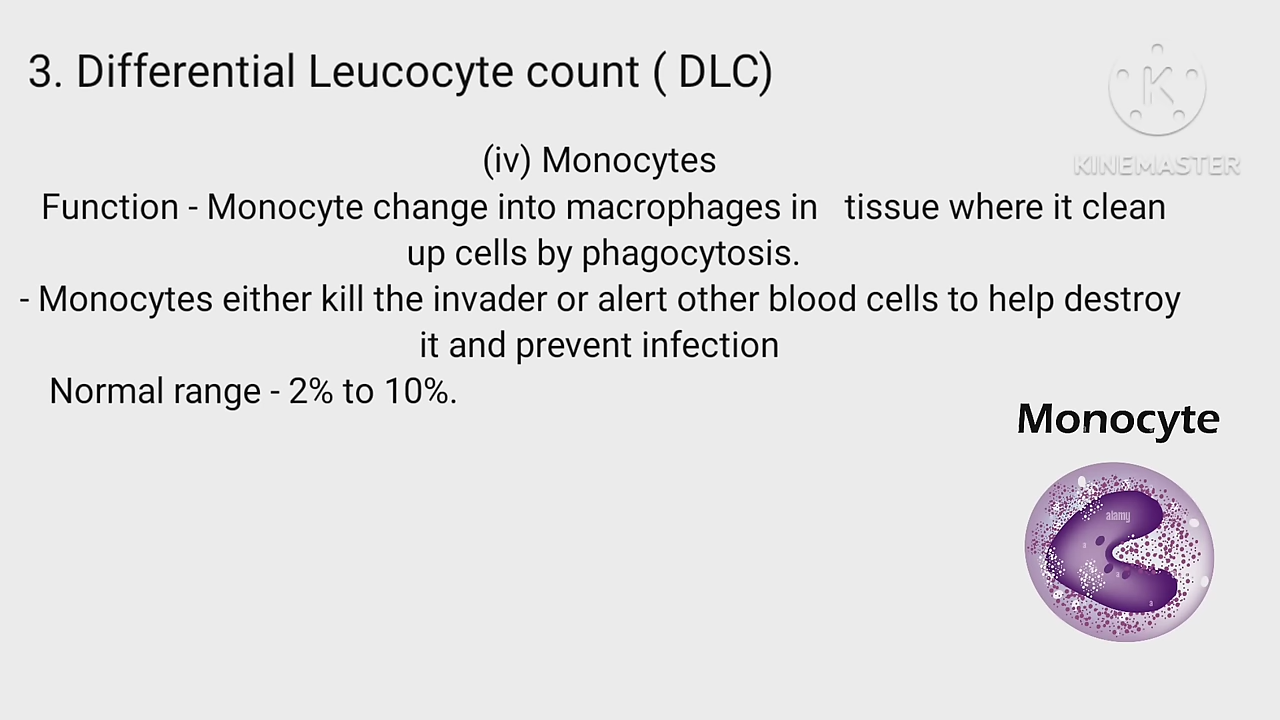 3. Differential Leucocyte count ( DLC)
KINEMASTER
(iv) Monocytes
Function - Monocyte change into macrophages in tissue where it clean
up cells by phagocytosis.
- Monocytes either kill the invader or alert other blood cells to help destroy
it and prevent infection
Normal range - 2% to 10%.
Monocyte
alamy